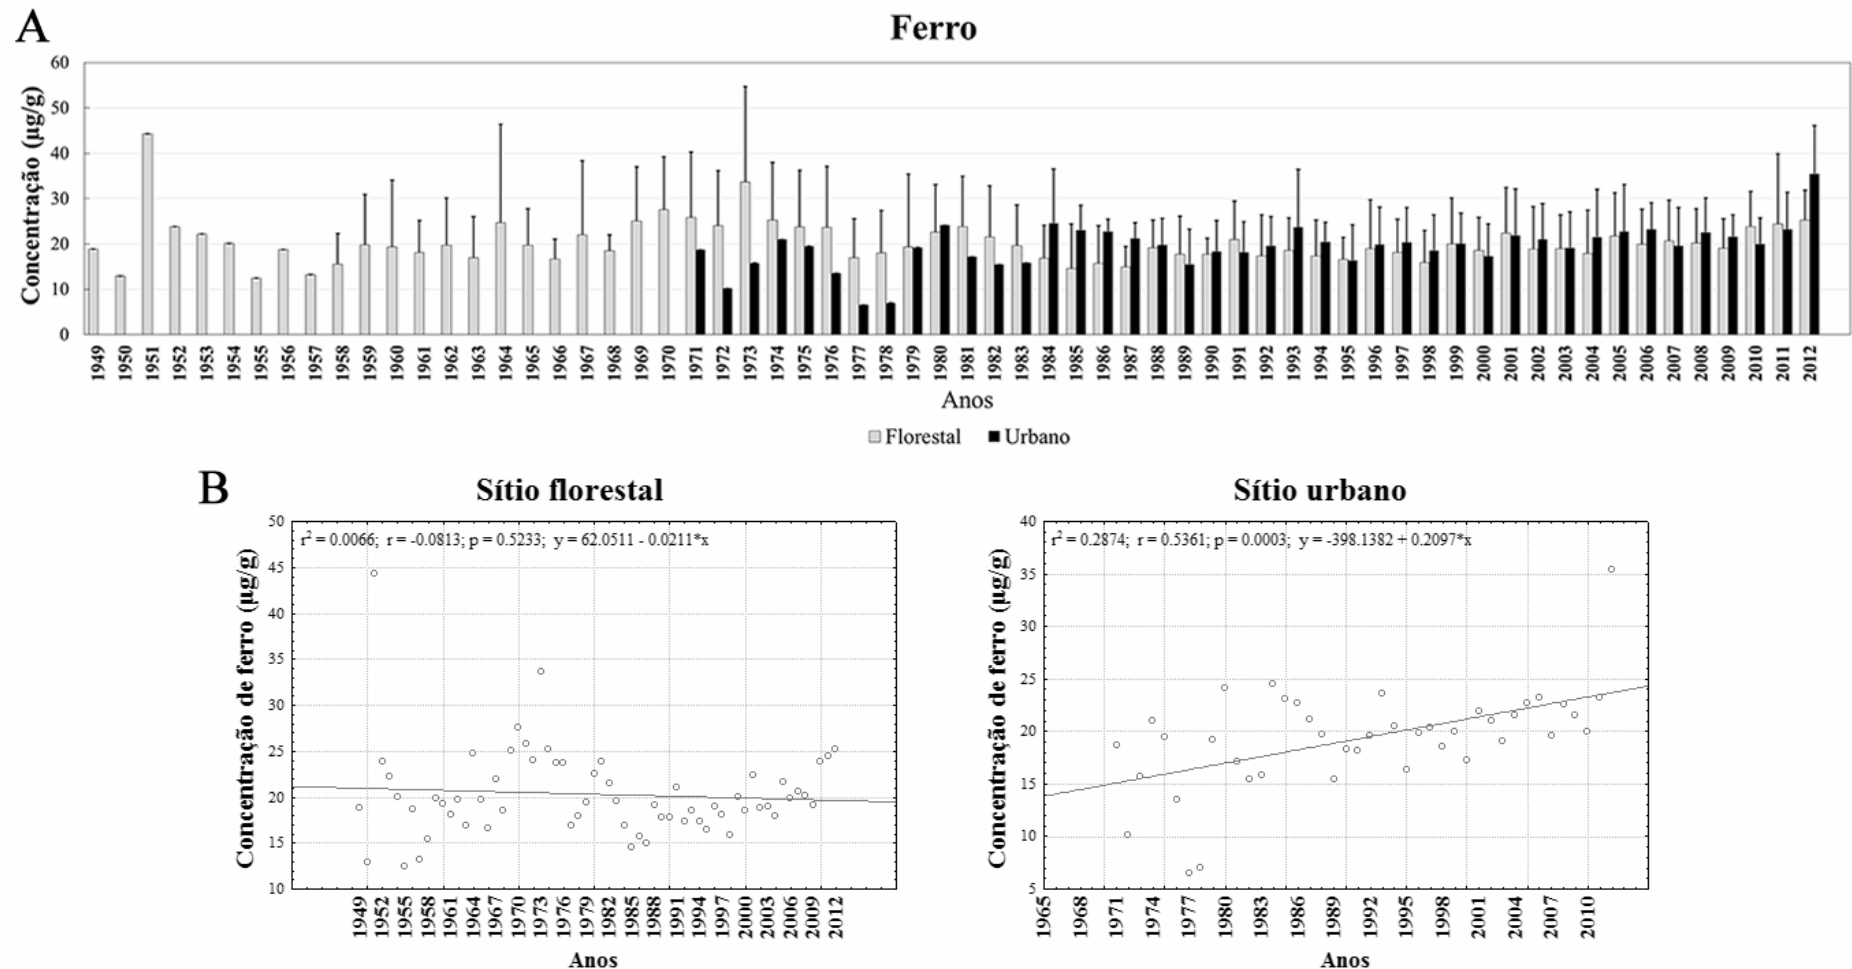 A
Ferro
Concentração (µg/g)
60
50
40
30
20
10
0
1949 1950 1951 1952 1953 1954 1955 1956 1957 1958 1959 1960 1961 1962 1963 1964 1965 1966 1967 1968 1969 1970 1971 1972 1973 1974 1975 1976 1977 1978 1979 1980 1981 1982 1983 1984 1985 1986 1987 1988 1989 1990 1991 1992 1993 1994 1995 1996 1997 1998 1999 2000 2001 2002 2003 2004 2005 2006 2007 2008 2009 2010 2011 2012
Anos
Florestal Urbano
B
Sítio florestal
r² = 0.0066; r = -0.0813; p = 0.5233; y = 62.0511 - 0.0211*x
Concentração de ferro (µg/g)
50
45
40
35
30
25
20
15
10
1949 1952 1955 1958 1961 1964 1967 1970 1973 1976 1979 1982 1985 1988 1991 1994 1997 2000 2003 2006 2009 2012
Anos
Sítio urbano
r² = 0.2874; r = 0.5361; p = 0.0003; y = -398.1382 + 0.2097*x
Concentração de ferro (µg/g)
40
35
30
25
20
15
10
5
1965 1968 1971 1974 1977 1980 1983 1986 1989 1992 1995 1998 2001 2004 2007 2010
Anos